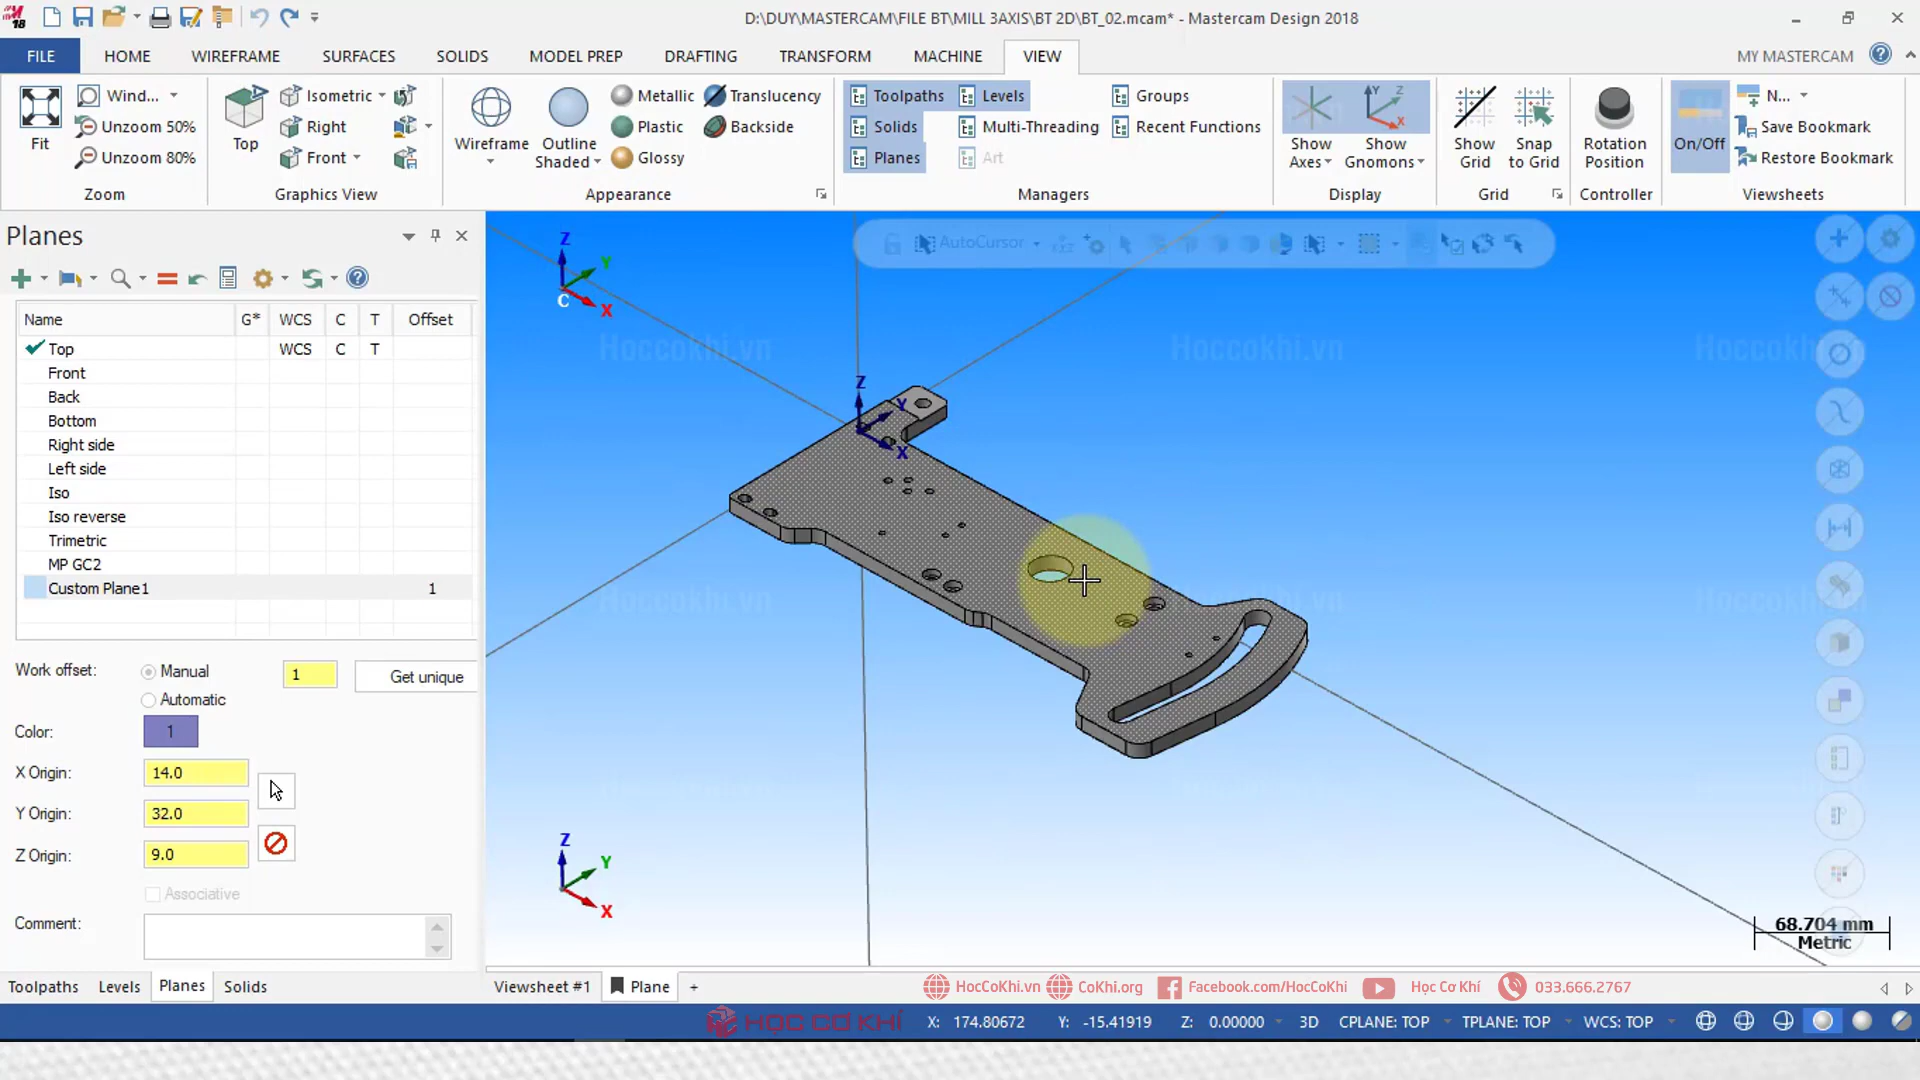 D:\DUY\MASTERCAM\FILE BT\MILL 3AXIS\BT 2D\BT_02.mcam* - Mastercam Design 2018
FILE HOME WIREFRAME SURFACES SOLIDS MODEL PREP DRAFTING TRANSFORM MACHINE VIEW MY MASTERCAM
Wind... Isometric Metallic Translucency Toolpaths Levels Groups N...
Unzoom 50% Right Plastic Backside Solids Multi-Threading Recent Functions Save Bookmark
Fit Top Wireframe Outline Shaded Show Axes Show Gnomons Show Grid Snap to Grid Rotation Position On/Off
Unzoom 80% Front Glossy Planes Art Restore Bookmark
Zoom Graphics View Appearance Managers Display Grid Controller Viewsheets
Planes
AutoCursor
Name G* WCS C T Offset
Top WCS C T
Front
Back
Bottom
Right side
Left side
Iso
Iso reverse
Trimetric
MP GC2
Custom Plane1 1
Work offset: Manual 1 Get unique
Automatic
Color: 1
X Origin: 14.0
Y Origin: 32.0
Z Origin: 9.0
Associative
Comment:
Z
Y
C
X
Z
Y
X
Z
Y
X
Hoccokhi.vn Hoccokhi.vn Hoccokhi.vn
68.704 mm
Metric
Toolpaths Levels Planes Solids Viewsheet #1 Plane + HocCoKhi.vn CoKhi.org Facebook.com/HocCoKhi Học Cơ Khí 033.666.2767
HỌC CƠ KHÍ X: 174.80672 Y: -15.41919 Z: 0.00000 3D CPLANE: TOP TPLANE: TOP WCS: TOP